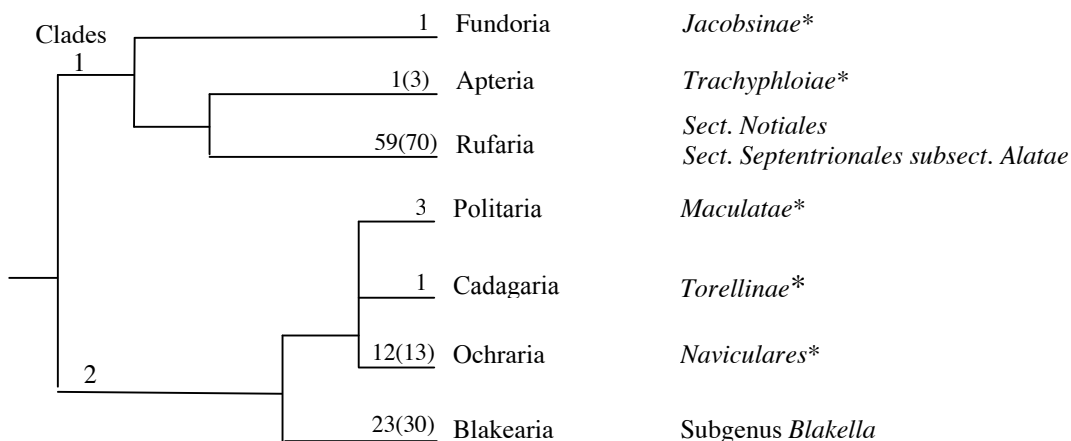 Clades
1
1 Fundoria Jacobsinae*
1(3) Apteria Trachyphloiae*
59(70) Rufaria Sect. Notiales
Sect. Septentrionales subsect. Alatae
3 Politaria Maculatae*
1 Cadagaria Torellinae*
12(13) Ochraria Naviculares*
2
23(30) Blakearia Subgenus Blakella